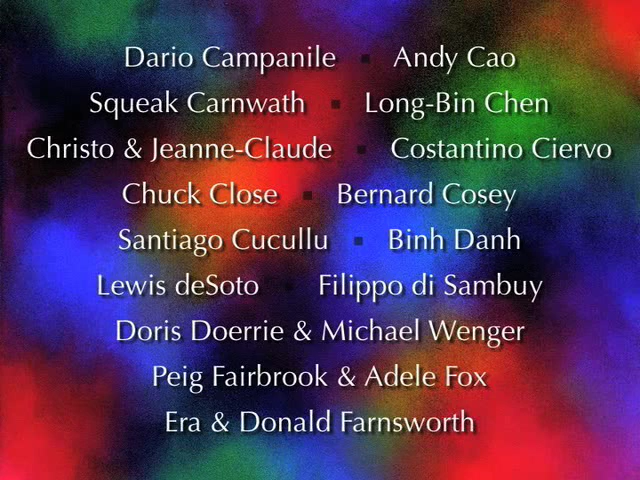 Dario Campanile ▪ Andy Cao
Squeak Carnwath ▪ Long-Bin Chen
Christo & Jeanne-Claude ▪ Costantino Ciervo
Chuck Close ▪ Bernard Cosey
Santiago Cucullu ▪ Binh Danh
Lewis deSoto ▪ Filippo di Sambuy
Doris Doerrie & Michael Wenger
Peig Fairbrook & Adele Fox
Era & Donald Farnsworth